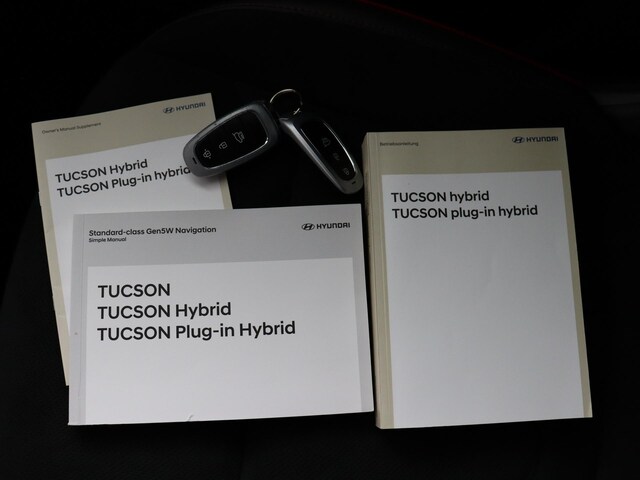 Owner's Manual Supplement
HYUNDAI
TUCSON Hybrid
TUCSON Plug-in hybrid
Standard-class Gen5W Navigation
Simple Manual
HYUNDAI
TUCSON
TUCSON Hybrid
TUCSON Plug-in Hybrid
Betriebsanleitung
HYUNDAI
TUCSON hybrid
TUCSON plug-in hybrid